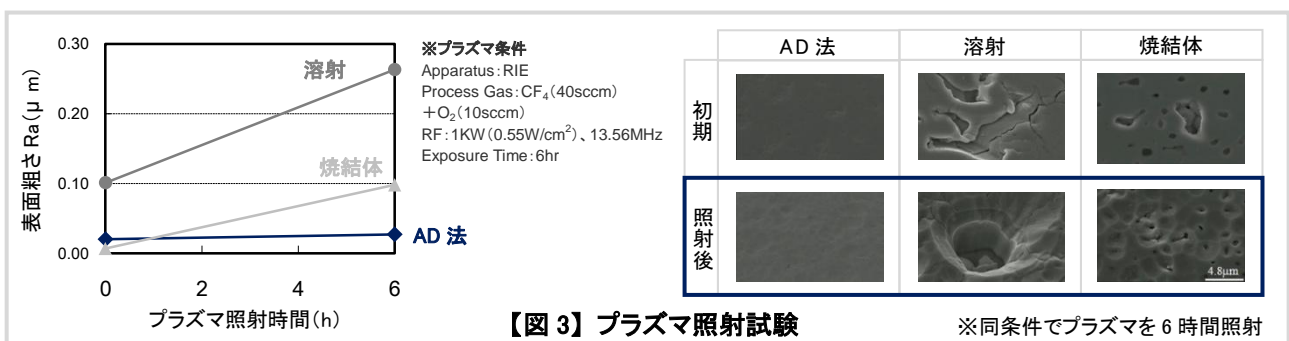 0.30
0.20
0.10
0.00
表面粗さ Ra(μ m)
0 2 4 6
プラズマ照射時間(h)
溶射
焼結体
AD 法
※プラズマ条件
Apparatus:RIE
Process Gas:CF₄(40sccm)
+O₂(10sccm)
RF:1KW(0.55W/cm²)、13.56MHz
Exposure Time:6hr
AD 法 溶射 焼結体
初期
照射後
4.8μm
【図 3】 プラズマ照射試験
※同条件でプラズマを 6 時間照射